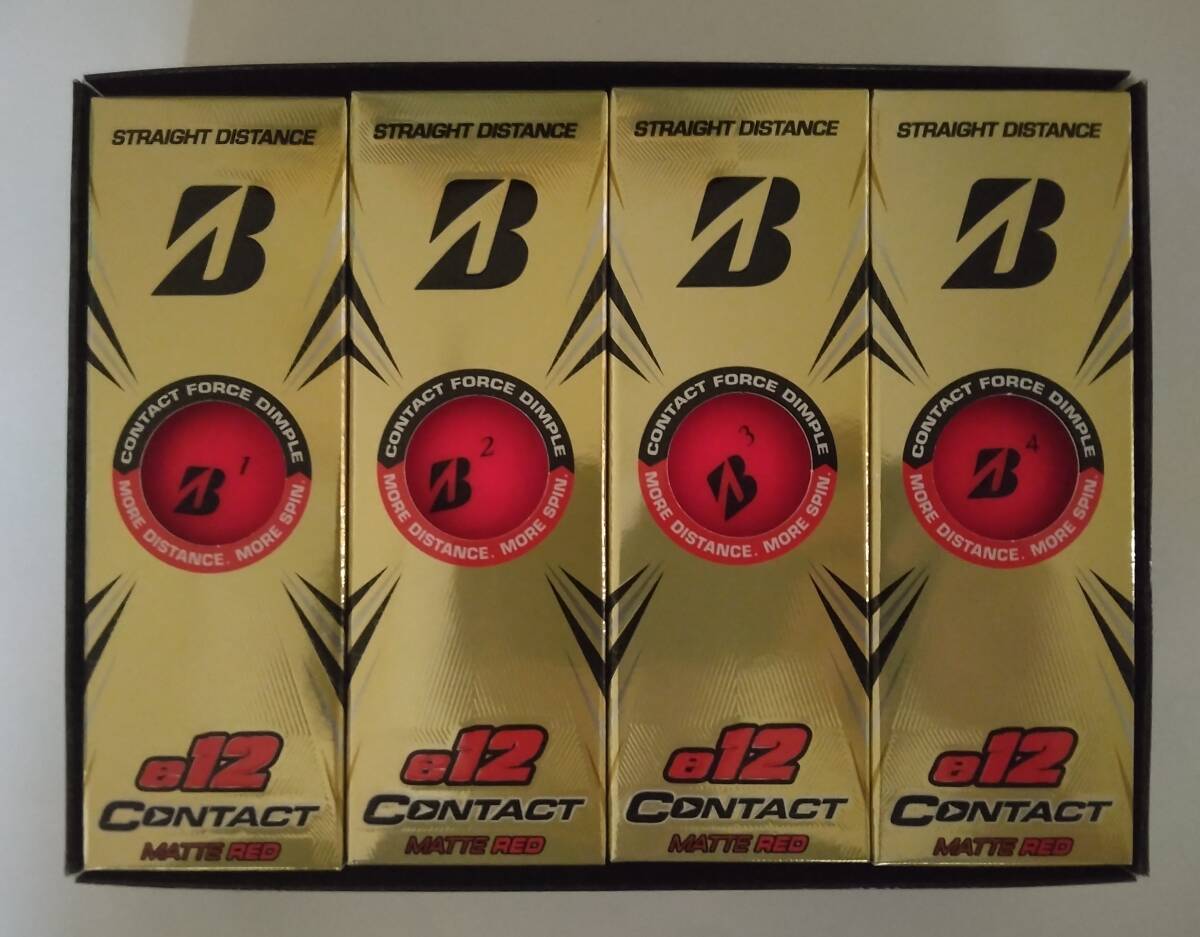 STRAIGHT DISTANCE
B
CONTACT FORCE DIMPLE
1
B
MORE DISTANCE. MORE SPIN.
e12
CONTACT
MATTE RED
STRAIGHT DISTANCE
B
CONTACT FORCE DIMPLE
2
B
MORE DISTANCE. MORE SPIN.
e12
CONTACT
MATTE RED
STRAIGHT DISTANCE
B
CONTACT FORCE DIMPLE
3
B
MORE DISTANCE. MORE SPIN.
e12
CONTACT
MATTE RED
STRAIGHT DISTANCE
B
CONTACT FORCE DIMPLE
4
B
MORE DISTANCE. MORE SPIN.
e12
CONTACT
MATTE RED